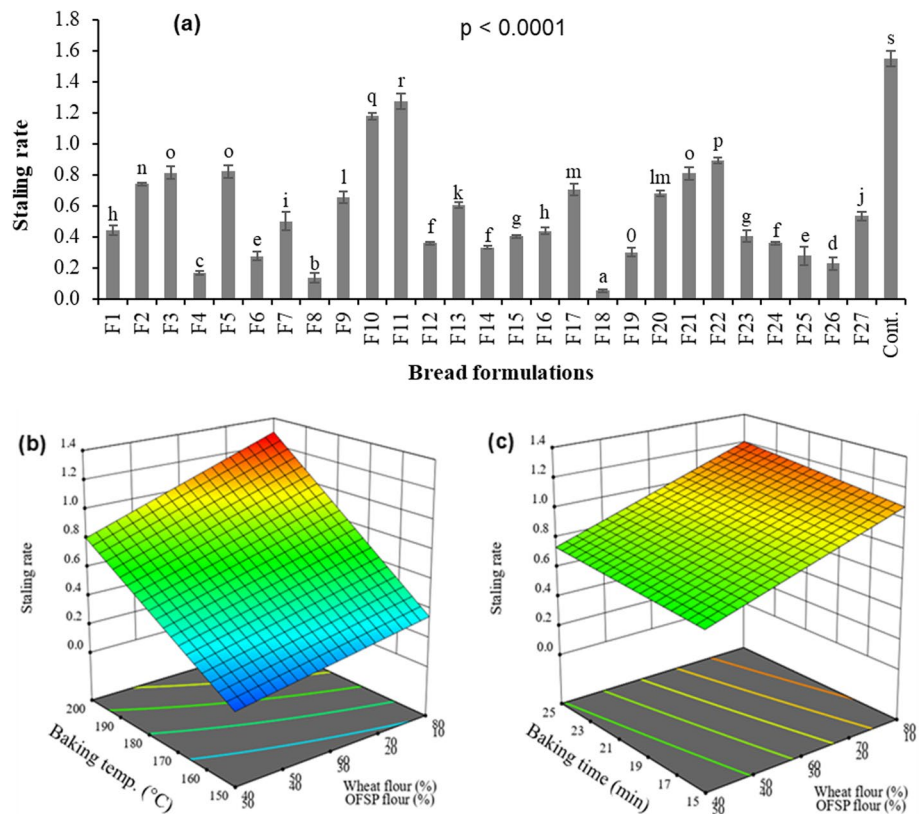 (a)
p < 0.0001
Staling rate
1.8
1.6
1.4
1.2
1.0
0.8
0.6
0.4
0.2
0.0
h n o c o e i b l q r f k f g h m a 0 lm o p g f e d j s
F1 F2 F3 F4 F5 F6 F7 F8 F9 F10 F11 F12 F13 F14 F15 F16 F17 F18 F19 F20 F21 F22 F23 F24 F25 F26 F27 Cont.
Bread formulations
(b)
Staling rate
1.4
1.2
1.0
0.8
0.6
0.4
0.2
0.0
200
190
180
170
160
150
Baking temp. (°C)
40 50 60 70 80
50 40 30 20 10
Wheat flour (%)
OFSP flour (%)
(c)
Staling rate
1.4
1.2
1.0
0.8
0.6
0.4
0.2
0.0
25
23
21
19
17
15
Baking time (min)
40 50 60 70 80
50 40 30 20 10
Wheat flour (%)
OFSP flour (%)